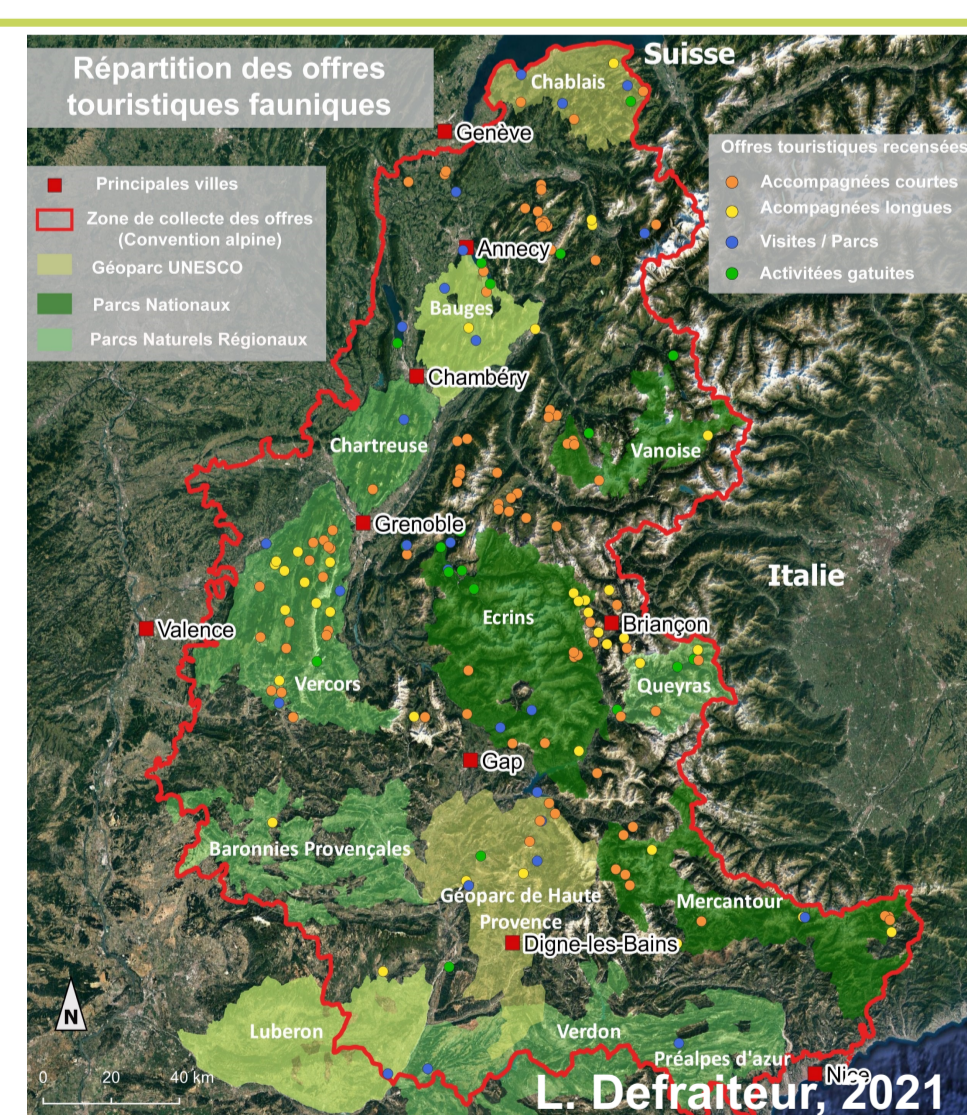 Répartition des offres
touristiques fauniques
Suisse
Chablais
Genève
Principales villes
Zone de collecte des offres
(Convention alpine)
Géoparc UNESCO
Parcs Nationaux
Parcs Naturels Régionaux
Offres touristiques recensées
Accompagnées courtes
Acompagnées longues
Visites / Parcs
Activitées gatuites
Annecy
Bauges
Chambéry
Chartreuse
Vanoise
Grenoble
Italie
Ecrins
Briançon
Valence
Vercors
Queyras
Gap
Baronnies Provençales
Géoparc de Haute
Provence
Mercantour
Digne-les-Bains
N
Luberon
Verdon
Préalpes d'azur
Nice
0 20 40 km
L. Defraiteur, 2021